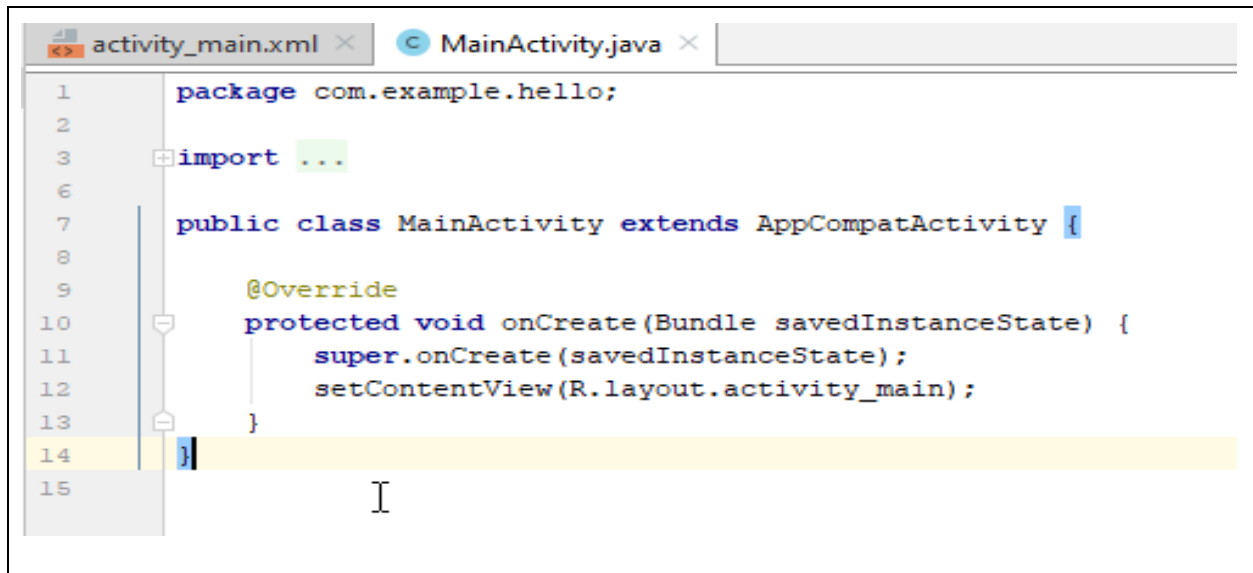 activity_main.xml MainActivity.java
1 package com.example.hello;
2
3 import ...
6
7 public class MainActivity extends AppCompatActivity {
8
9 @Override
10 protected void onCreate(Bundle savedInstanceState) {
11 super.onCreate(savedInstanceState);
12 setContentView(R.layout.activity_main);
13 }
14 }
15